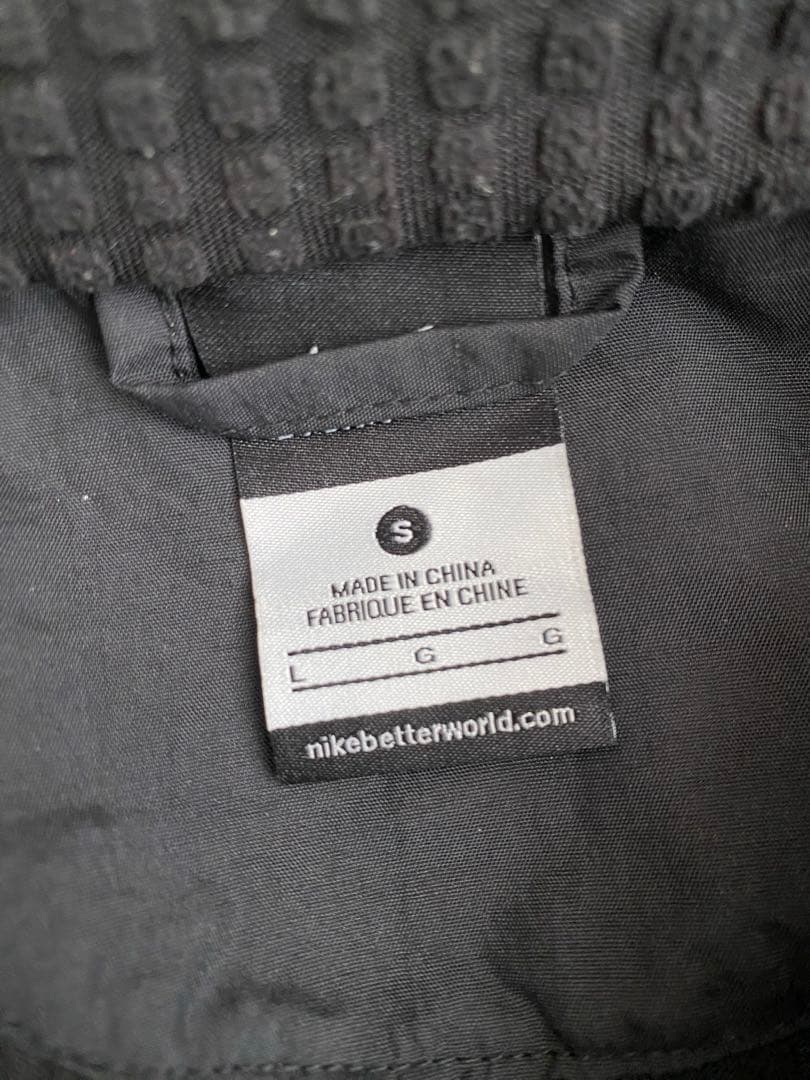 S
MADE IN CHINA
FABRIQUE EN CHINE
L G G
nikebetterworld.com